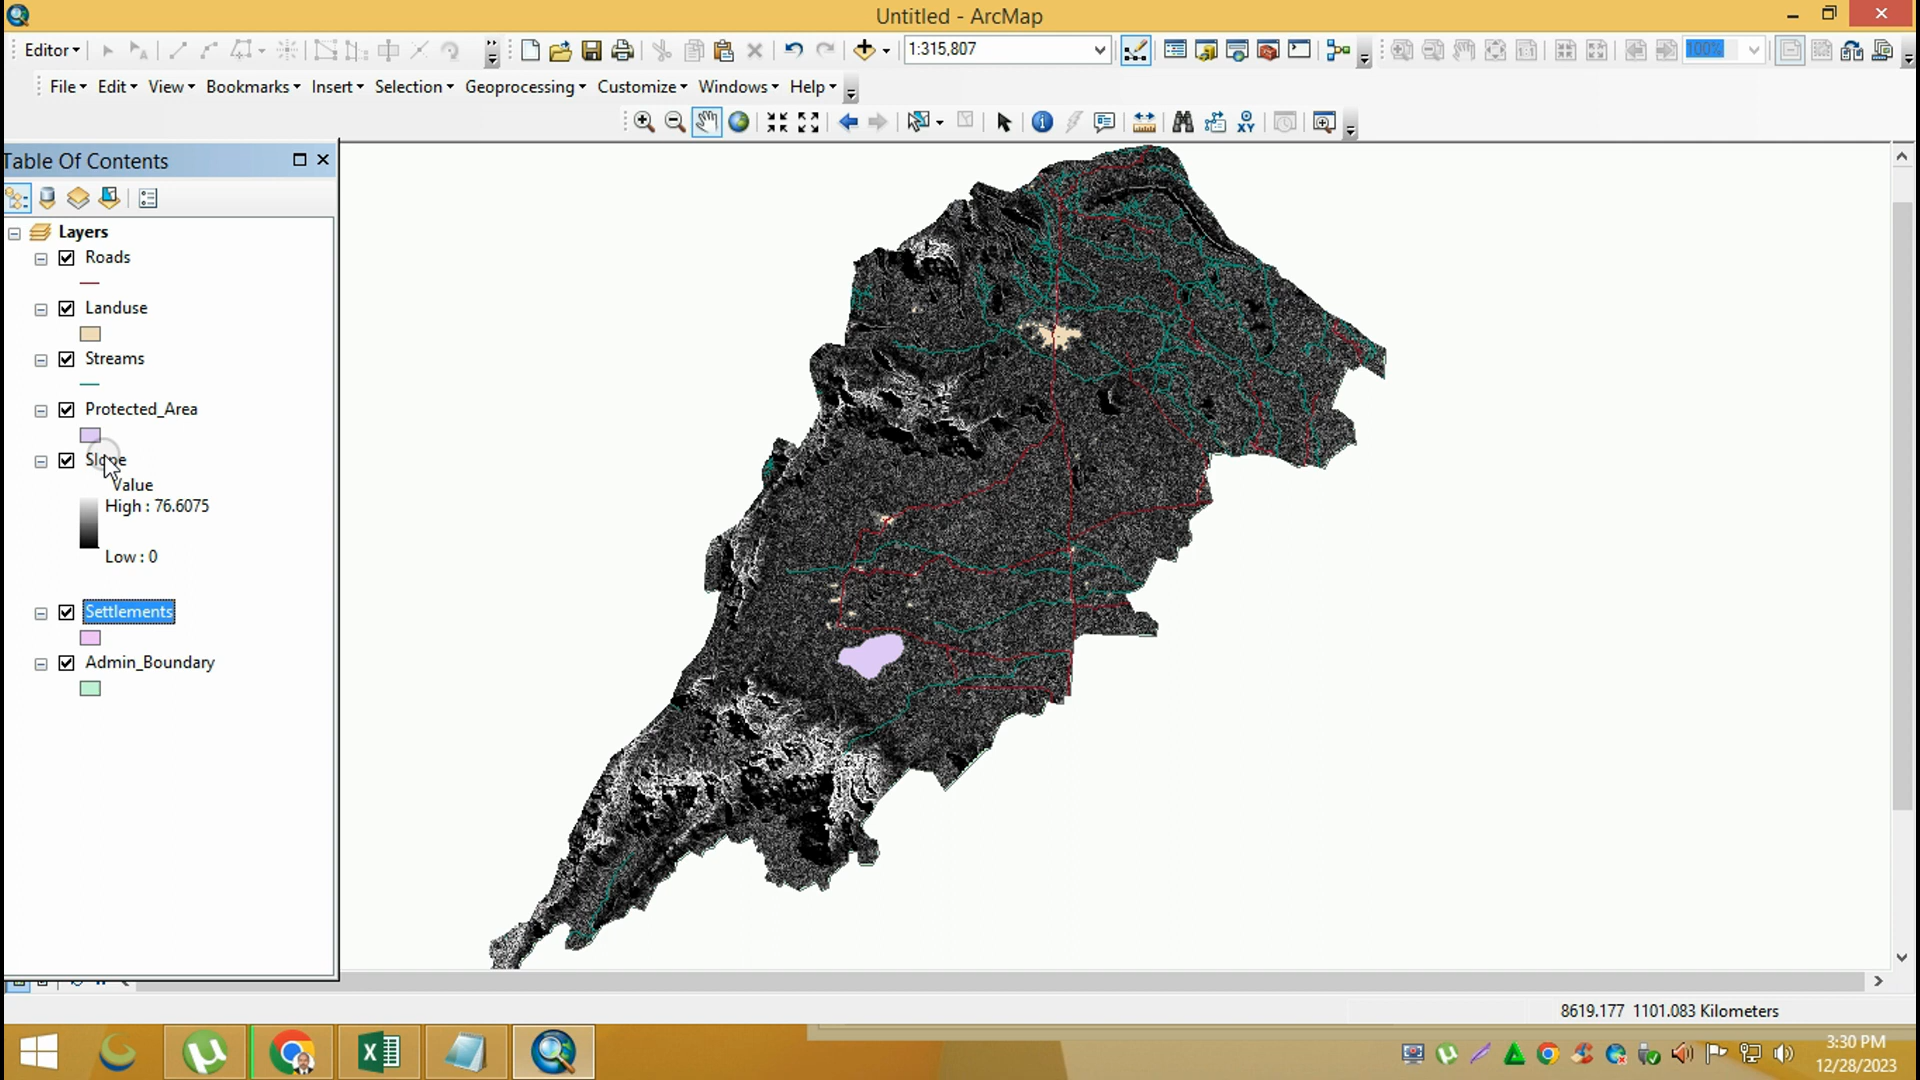 Untitled - ArcMap
Editor
1:315,807
100%
File Edit View Bookmarks Insert Selection Geoprocessing Customize Windows Help
XY
Table Of Contents
Layers
Roads
Landuse
Streams
Protected_Area
Slope
Value
High : 76.6075
Low : 0
Settlements
Admin_Boundary
8619.177 1101.083 Kilometers
3:30 PM
12/28/2023